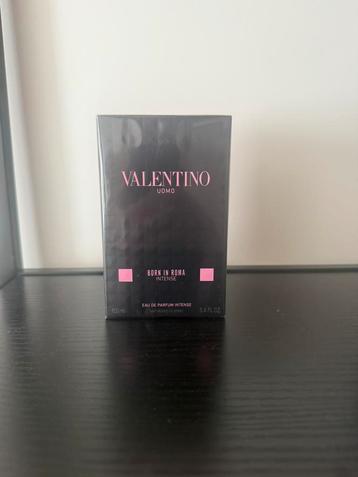 VALENTINO
UOMO
BORN IN ROMA
INTENSE
EAU DE PARFUM INTENSE
100 ml 3.4 FL.OZ.